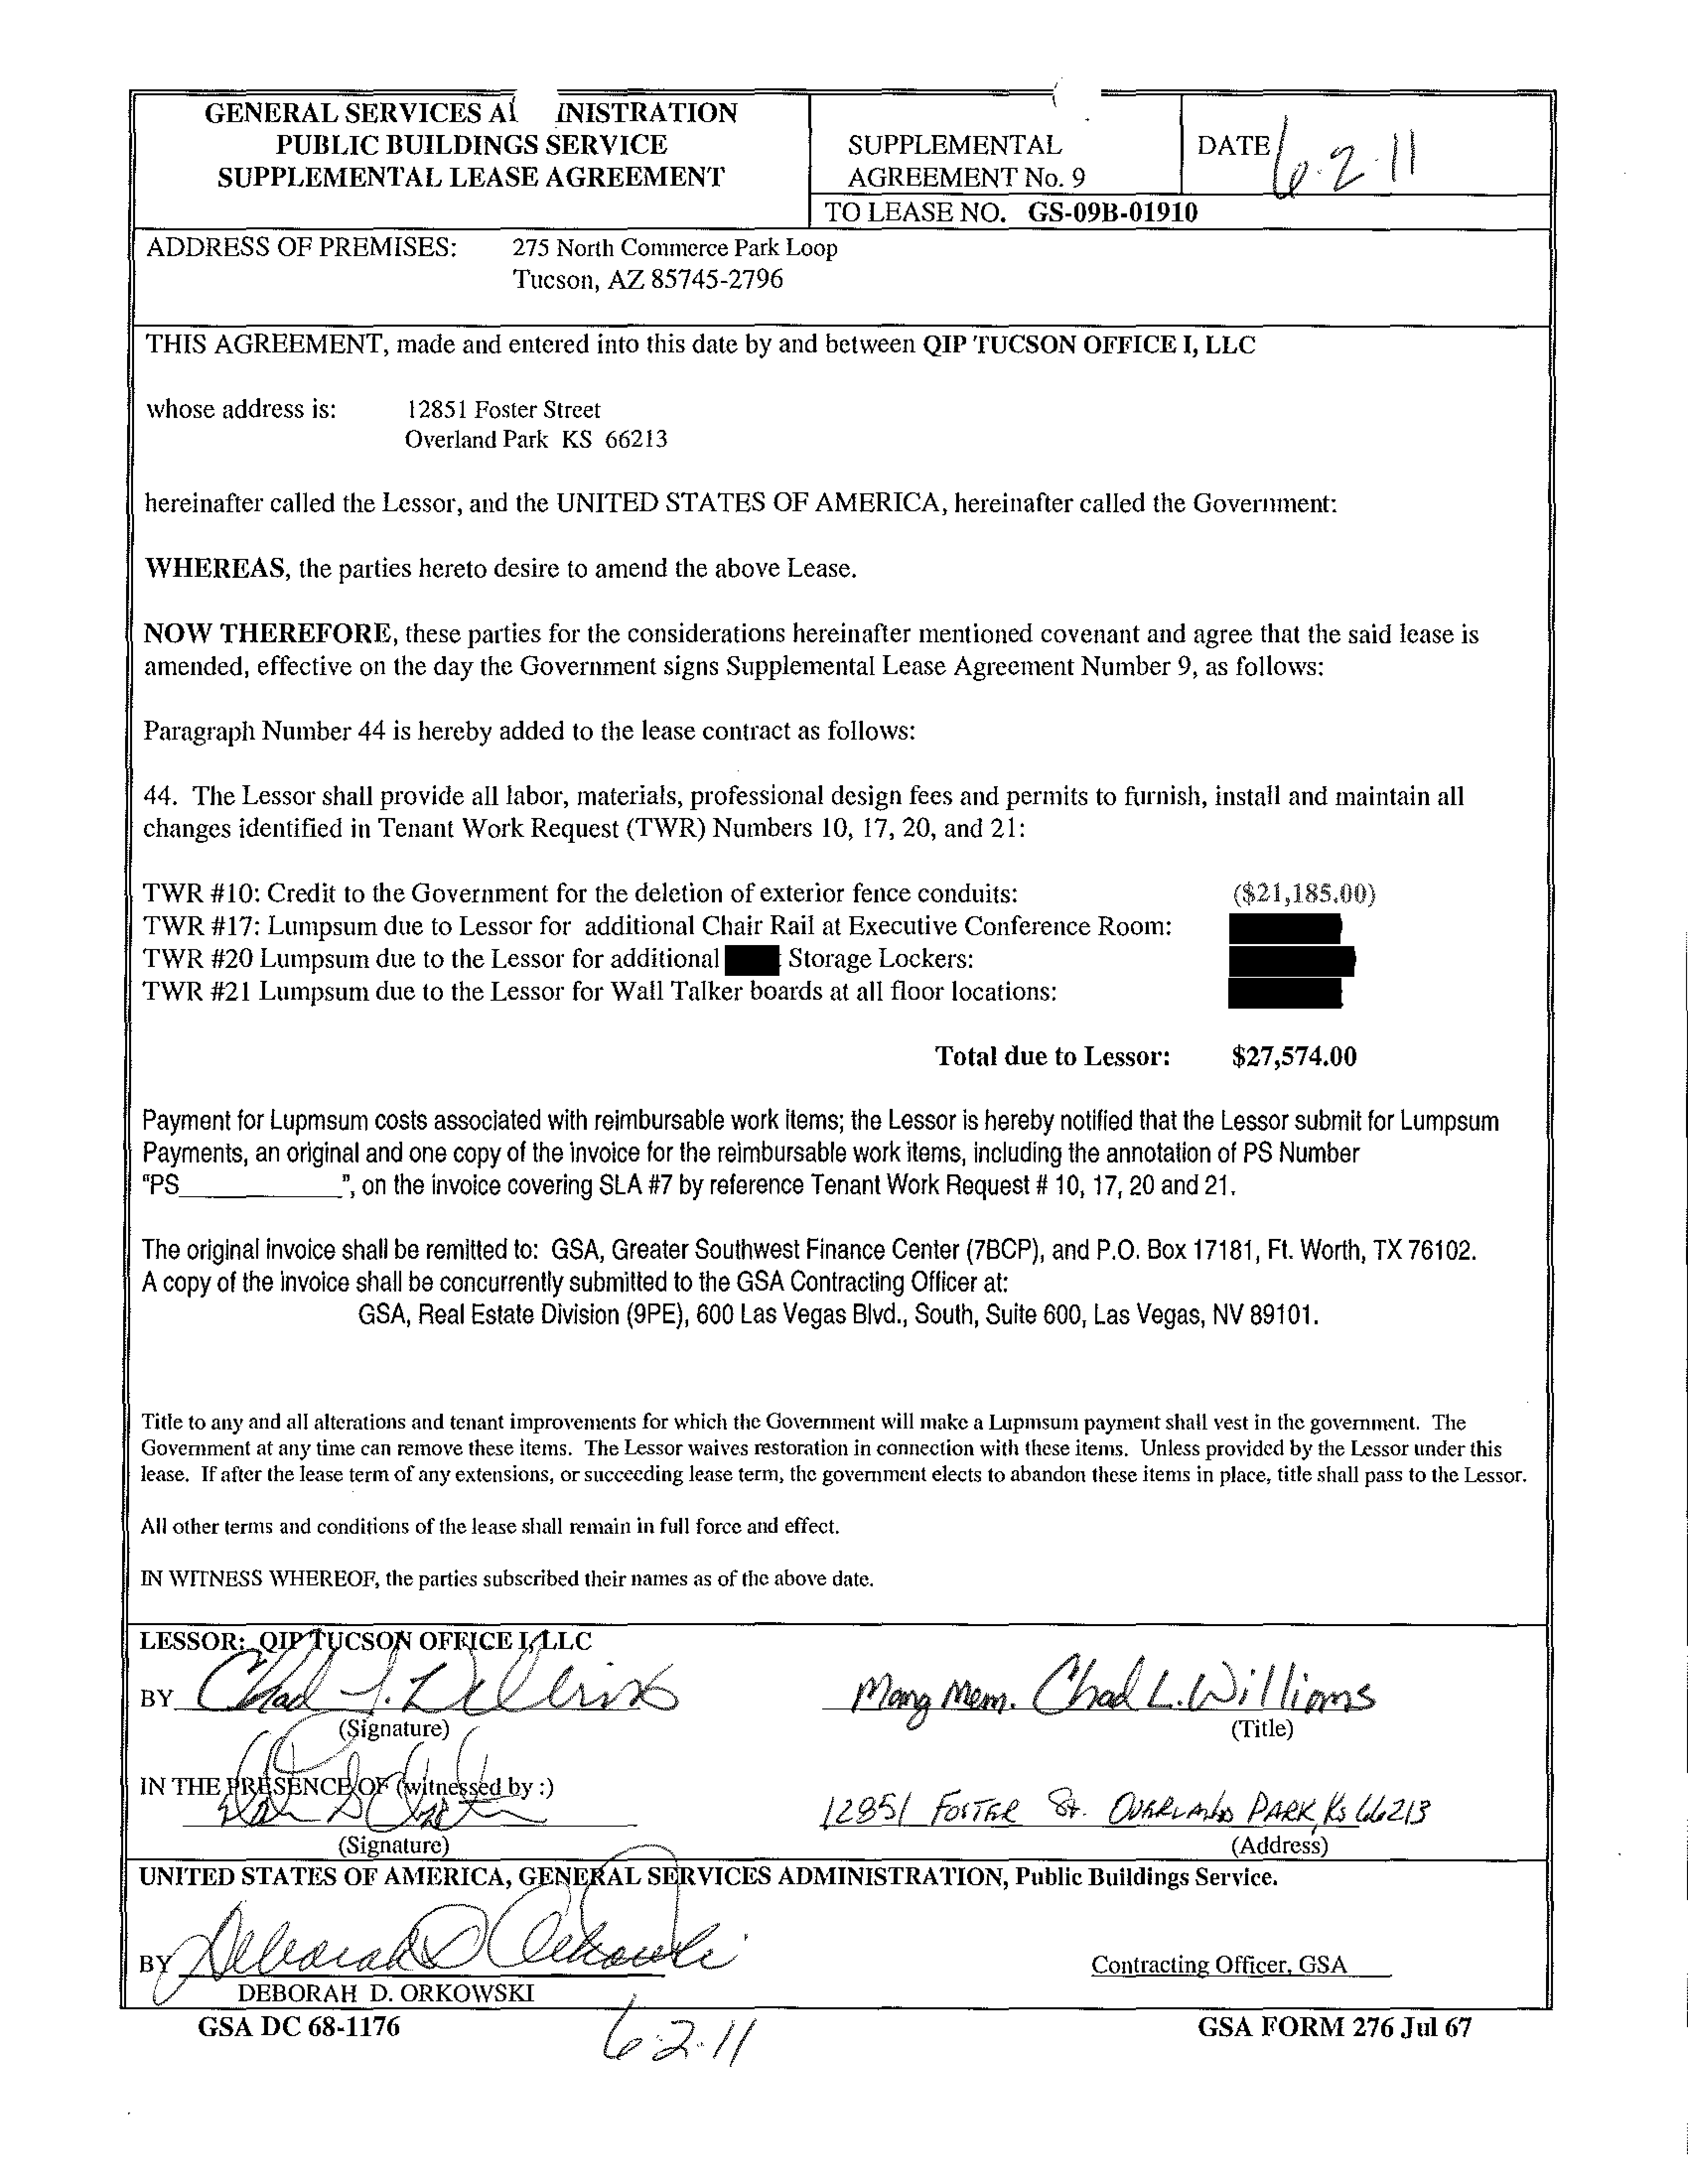 GENERAL SERVICES A INISTRATION
PUBLIC BUILDINGS SERVICE
SUPPLEMENTAL LEASE AGREEMENT
SUPPLEMENTAL
AGREEMENT No. 9
DATE 6-2-11
TO LEASE NO. GS-09B-01910
ADDRESS OF PREMISES: 275 North Commerce Park Loop
Tucson, AZ 85745-2796
THIS AGREEMENT, made and entered into this date by and between QIP TUCSON OFFICE I, LLC
whose address is: 12851 Foster Street
Overland Park KS 66213
hereinafter called the Lessor, and the UNITED STATES OF AMERICA, hereinafter called the Government:
WHEREAS, the parties hereto desire to amend the above Lease.
NOW THEREFORE, these parties for the considerations hereinafter mentioned covenant and agree that the said lease is
amended, effective on the day the Government signs Supplemental Lease Agreement Number 9, as follows:
Paragraph Number 44 is hereby added to the lease contract as follows:
44. The Lessor shall provide all labor, materials, professional design fees and permits to furnish, install and maintain all
changes identified in Tenant Work Request (TWR) Numbers 10, 17, 20, and 21:
TWR #10: Credit to the Government for the deletion of exterior fence conduits: ($21,185.00)
TWR #17: Lumpsum due to Lessor for additional Chair Rail at Executive Conference Room:
TWR #20 Lumpsum due to the Lessor for additional Storage Lockers:
TWR #21 Lumpsum due to the Lessor for Wall Talker boards at all floor locations:
Total due to Lessor: $27,574.00
Payment for Lupmsum costs associated with reimbursable work items; the Lessor is hereby notified that the Lessor submit for Lumpsum
Payments, an original and one copy of the invoice for the reimbursable work items, including the annotation of PS Number
"PS____________", on the invoice covering SLA #7 by reference Tenant Work Request # 10, 17, 20 and 21.
The original invoice shall be remitted to: GSA, Greater Southwest Finance Center (7BCP), and P.O. Box 17181, Ft. Worth, TX 76102.
A copy of the invoice shall be concurrently submitted to the GSA Contracting Officer at:
GSA, Real Estate Division (9PE), 600 Las Vegas Blvd., South, Suite 600, Las Vegas, NV 89101.
Title to any and all alterations and tenant improvements for which the Government will make a Lupmsum payment shall vest in the government. The
Government at any time can remove these items. The Lessor waives restoration in connection with these items. Unless provided by the Lessor under this
lease. If after the lease term of any extensions, or succeeding lease term, the government elects to abandon these items in place, title shall pass to the Lessor.
All other terms and conditions of the lease shall remain in full force and effect.
IN WITNESS WHEREOF, the parties subscribed their names as of the above date.
LESSOR: QIP TUCSON OFFICE I, LLC
BY Mang Mem. Chad L. Williams
(Signature) (Title)
IN THE PRESENCE OF (witnessed by :)
12851 FOSTER St. OVERLAND PARK, Ks 66213
(Signature) (Address)
UNITED STATES OF AMERICA, GENERAL SERVICES ADMINISTRATION, Public Buildings Service.
BY Deborah D Orkowski Contracting Officer, GSA
DEBORAH D. ORKOWSKI
GSA DC 68-1176 6-2-11 GSA FORM 276 Jul 67